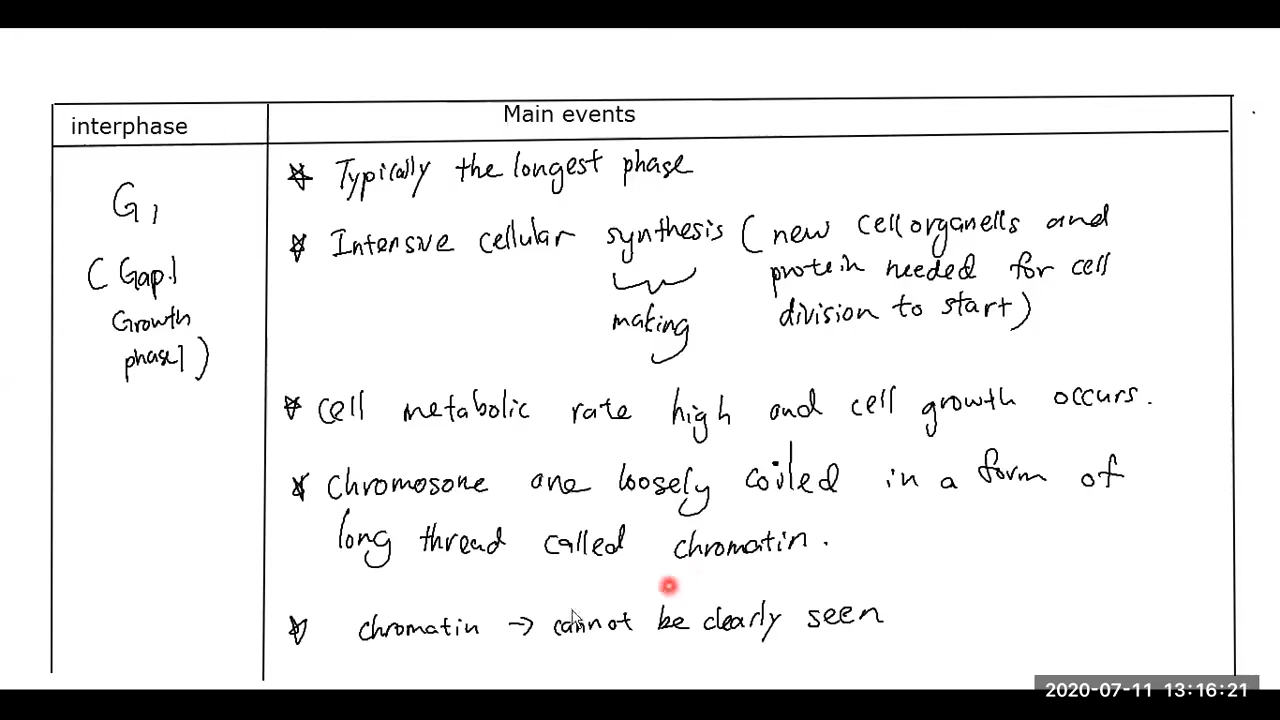 interphase
Main events
G1
(Gap1
Growth
phase1)
☆ Typically the longest phase
☆ Intensive cellular synthesis (new cell organells and
protein needed for cell
division to start)
making
☆ cell metabolic rate high and cell growth occurs.
☆ chromosone are loosely coiled in a form of
long thread called chromatin.
☆ chromatin → cannot be clearly seen
2020-07-11 13:16:21